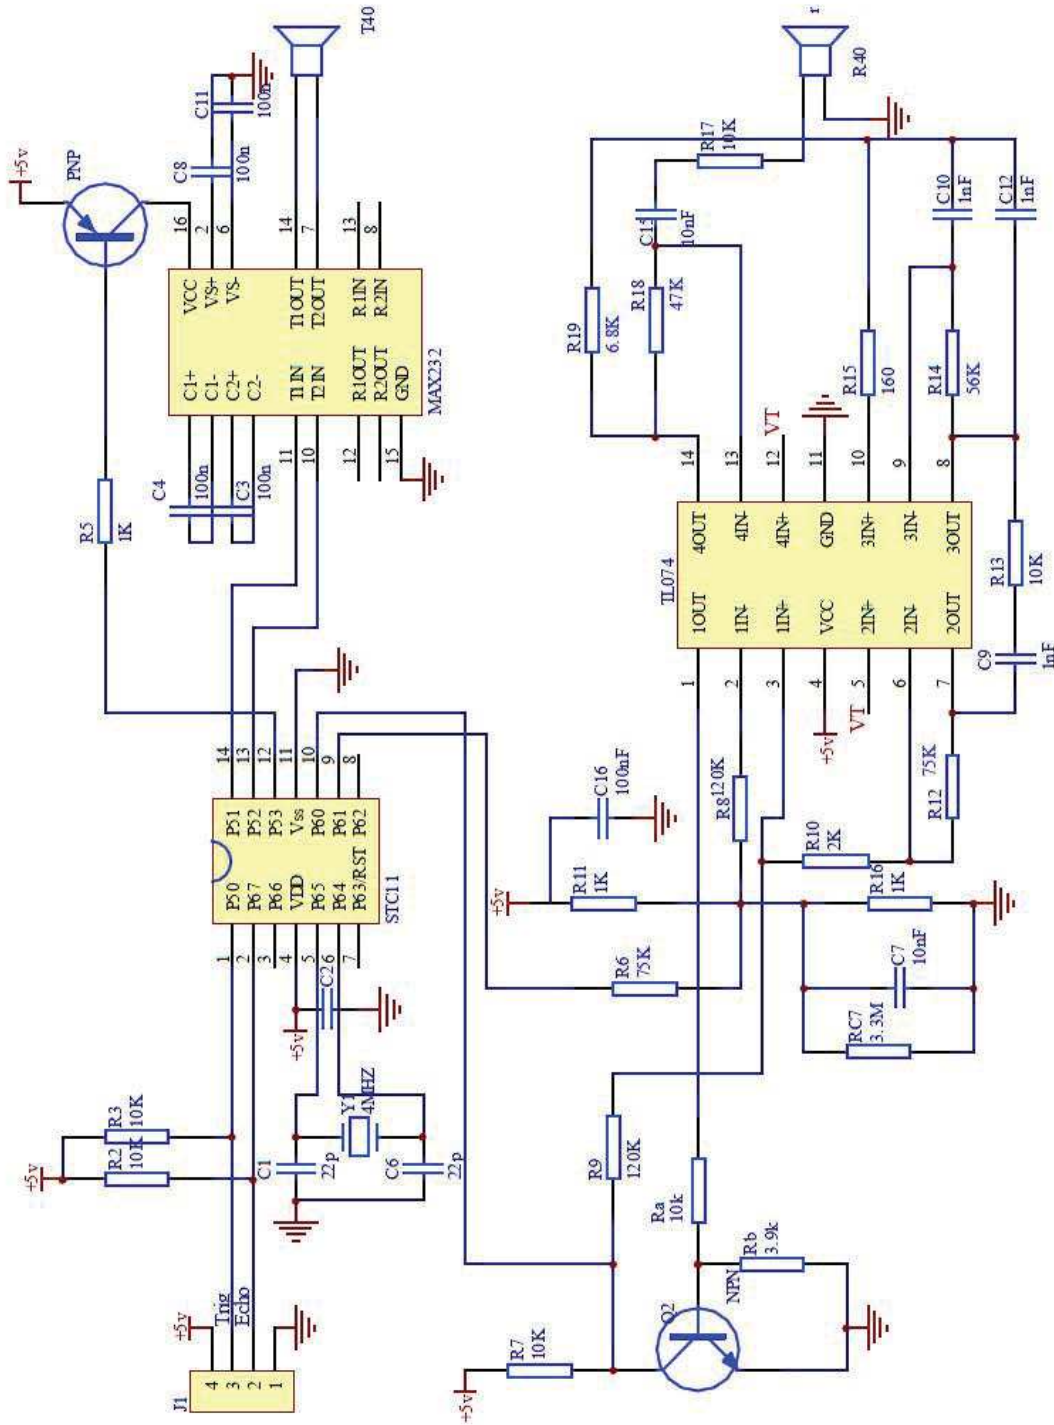 T40
r
R40
+5v
PNP
C11
100n
C8
100n
R17
10K
C10
1nF
C12
1nF
10nF
16
2
6
14
7
13
8
VCC
VS+
VS-
T1OUT
T2OUT
R1IN
R2IN
C1+
C1-
C2+
C2-
T1IN
T2IN
R1OUT
R2OUT
GND
MAX232
11
10
12
15
C4
100n
C3
100n
R5
1K
R19
6.8K
R18
47K
R15
160
R14
56K
VT
14
13
12
11
10
9
8
4OUT
4IN-
4IN+
GND
3IN+
3IN-
3OUT
TL074
1OUT
1IN-
1IN+
VCC
2IN+
2IN-
2OUT
1
2
3
4
5
6
7
+5v
VT
R13
10K
C9
1nF
14
13
12
11
10
9
8
P51
P52
P53
Vss
P60
P61
P62
P50
P67
P66
VDD
P65
P64
P63/RST
STC11
1
2
3
4
5
6
7
C2
+5v
C16
100nF
R8
120K
R12
75K
R10
2K
R11
1K
+5v
R16
1K
R6
75K
C7
10nF
RC7
3.3M
R3
10K
R2
10K
+5v
Y1
4MHZ
C1
22p
C6
22p
R9
120K
Ra
10k
Rb
3.9k
NPN
Q2
R7
10K
+5v
Trig
Echo
+5v
J1
4
3
2
1